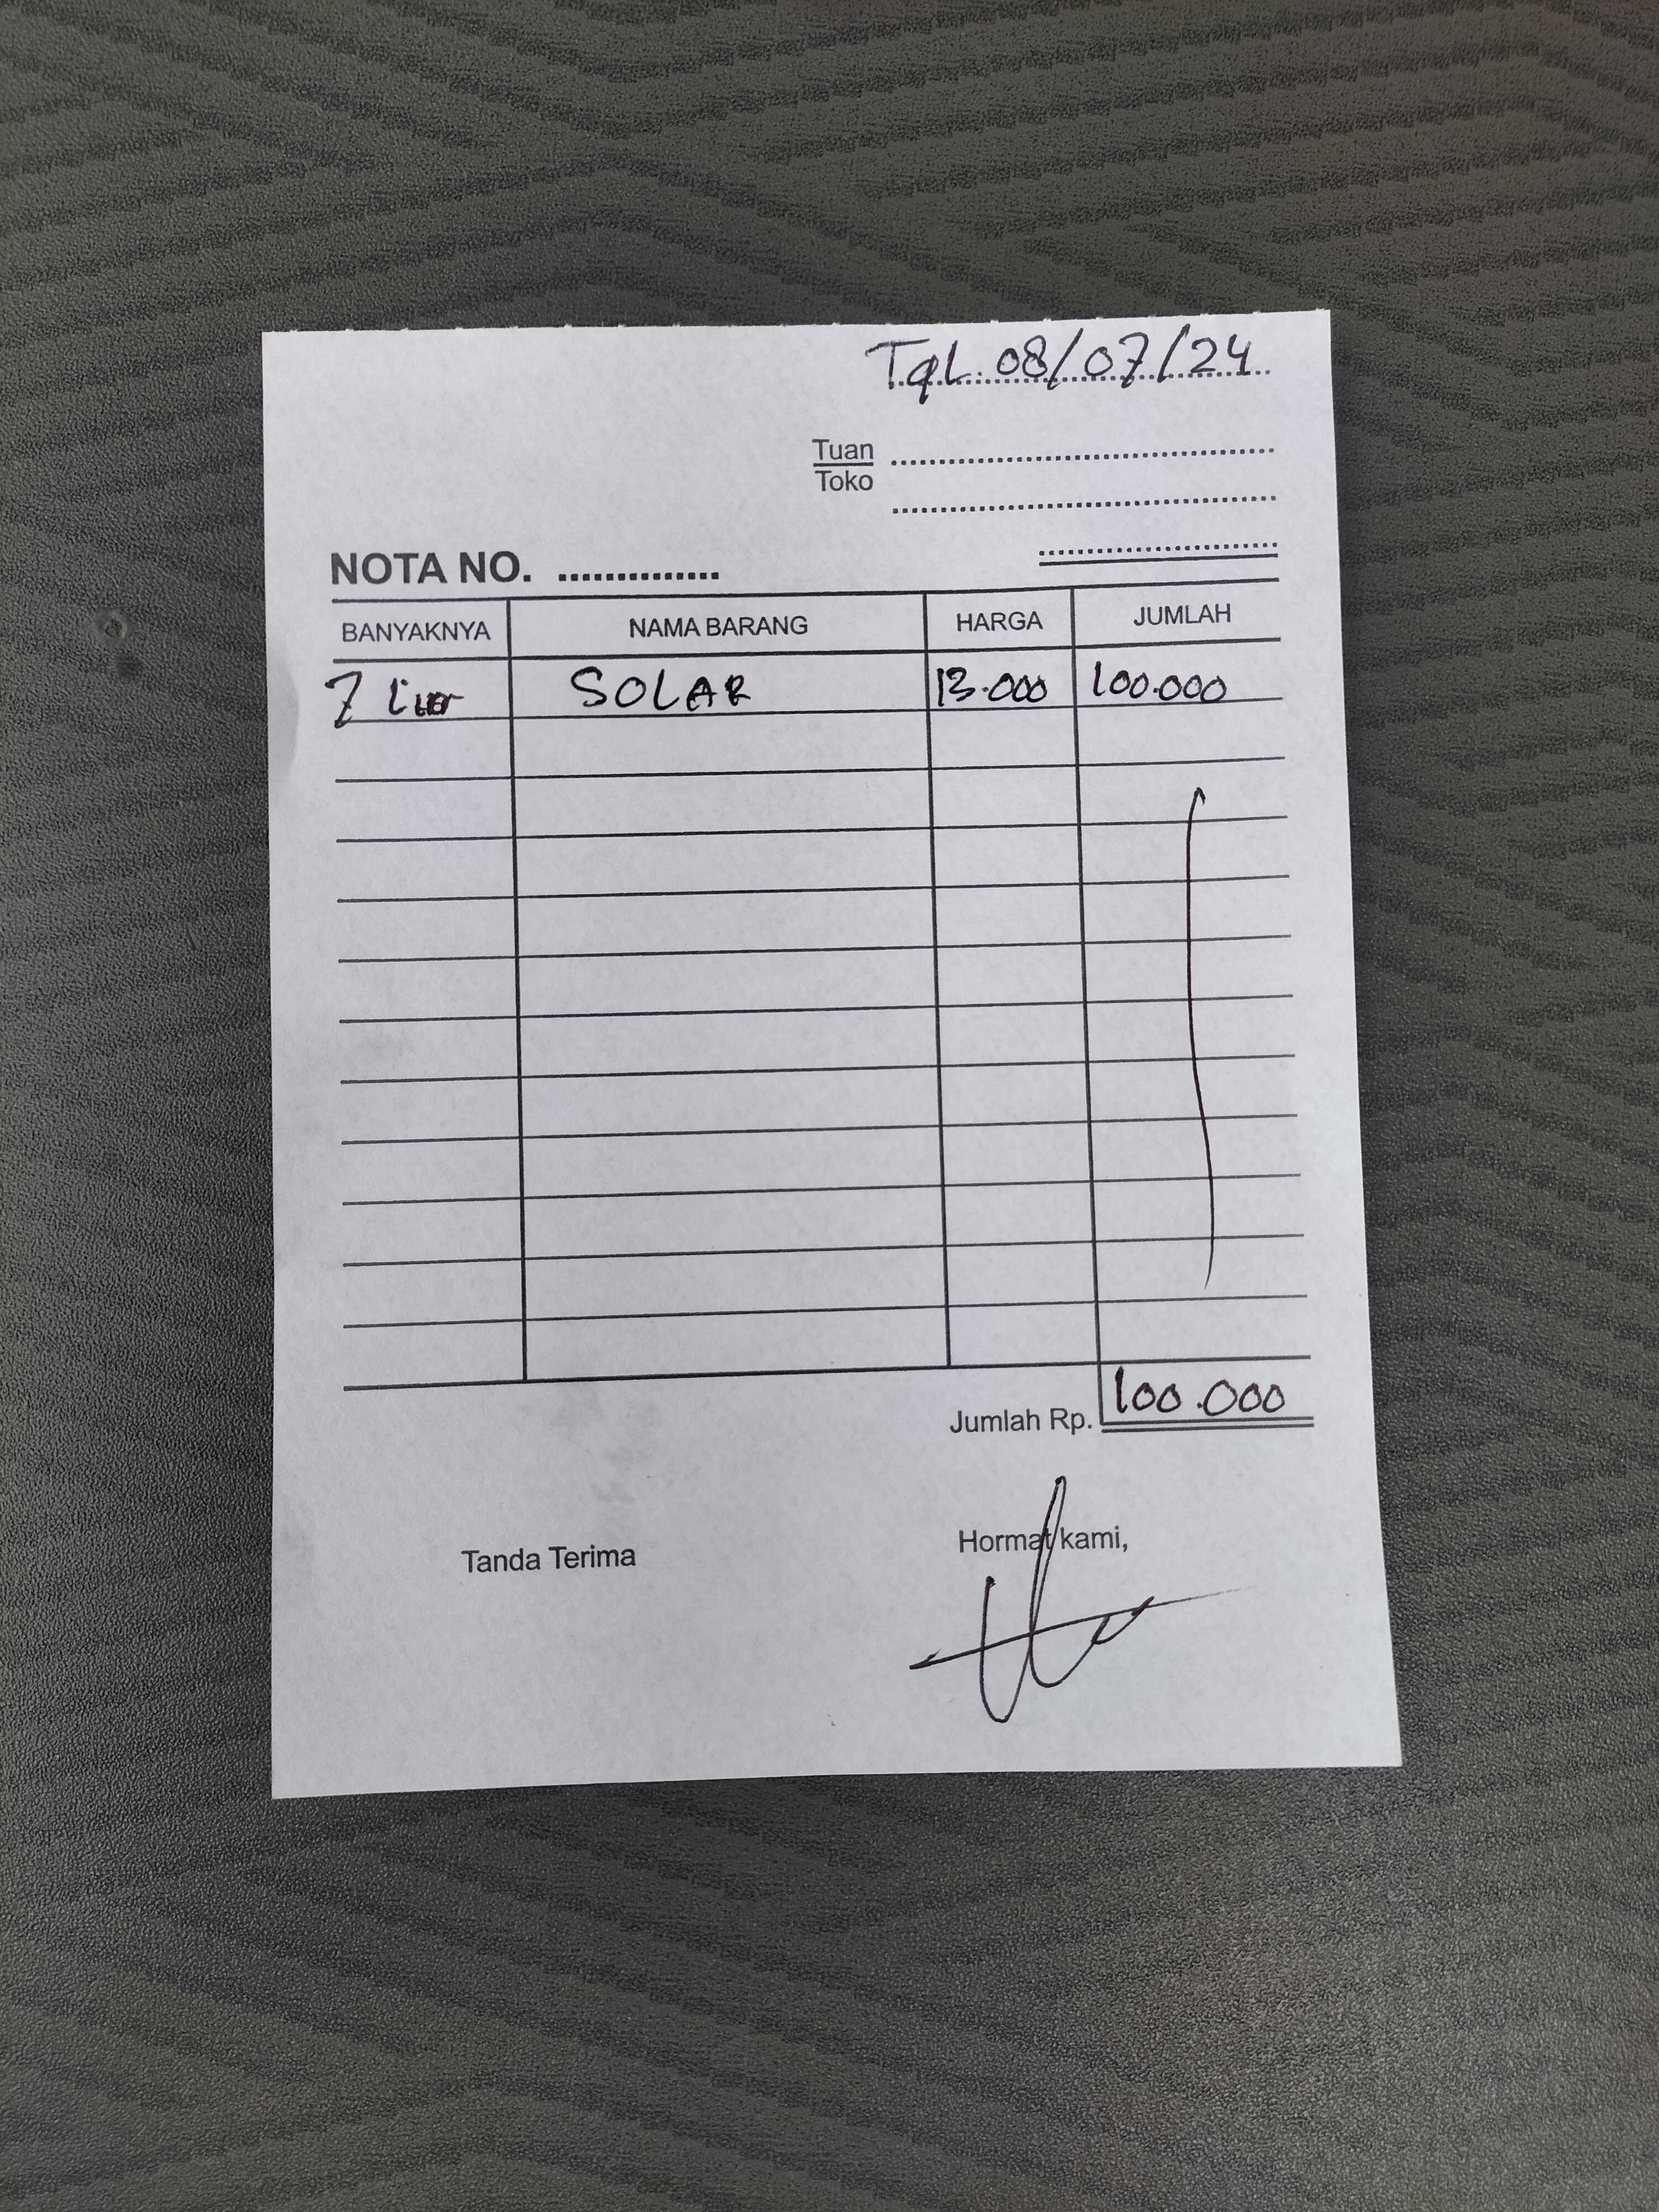 Tgl. 08/07/24
Tuan
Toko
NOTA NO. ..............
BANYAKNYA NAMA BARANG HARGA JUMLAH
7 Liter SOLAR 13.000 100.000
Jumlah Rp. 100.000
Tanda Terima Hormat kami,